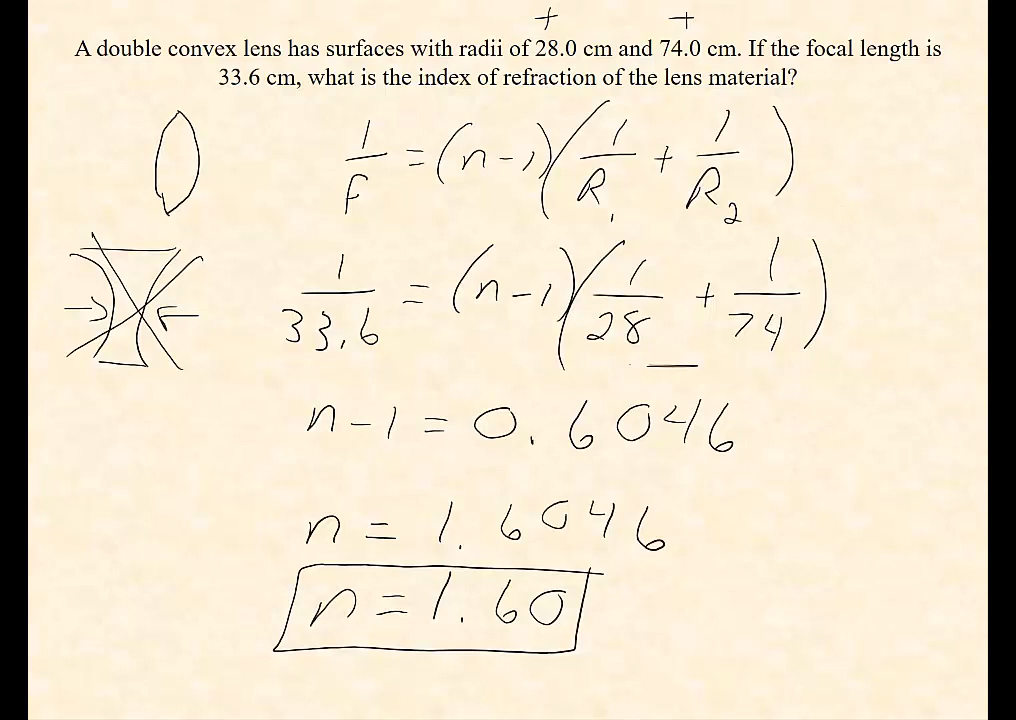 + +
A double convex lens has surfaces with radii of 28.0 cm and 74.0 cm. If the focal length is
33.6 cm, what is the index of refraction of the lens material?
1/F = (n-1)(1/R₁ + 1/R₂)
1/33.6 = (n-1)(1/28 + 1/74)
n-1 = 0.6046
n = 1.6046
n = 1.60